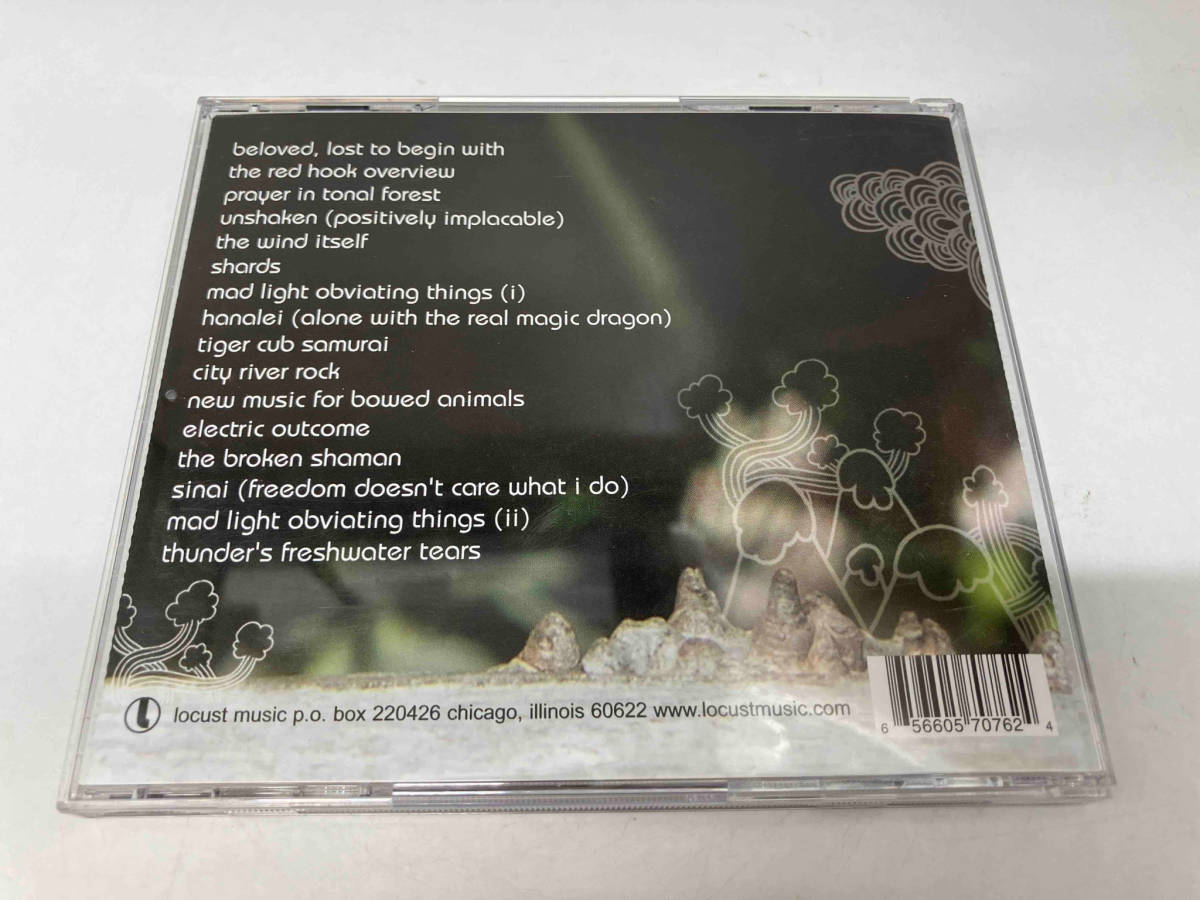 beloved, lost to begin with
the red hook overview
prayer in tonal forest
unshaken (positively implacable)
the wind itself
shards
mad light obviating things (i)
hanalei (alone with the real magic dragon)
tiger cub samurai
city river rock
new music for bowed animals
electric outcome
the broken shaman
sinai (freedom doesn't care what i do)
mad light obviating things (ii)
thunder's freshwater tears
locust music p.o. box 220426 chicago, illinois 60622 www.locustmusic.com
6 56605 70762 4